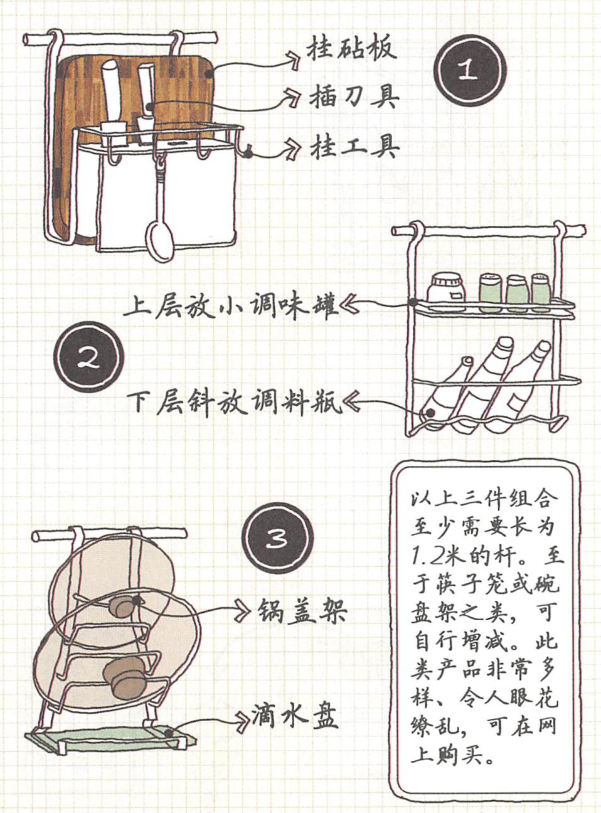 挂砧板
1
插刀具
挂工具
上层放小调味罐
2
下层斜放调料瓶
3
锅盖架
滴水盘
以上三件组合
至少需要长为
1.2米的杆。至
于筷子笼或碗
盘架之类，可
自行增减。此
类产品非常多
样、令人眼花
缭乱，可在网
上购买。